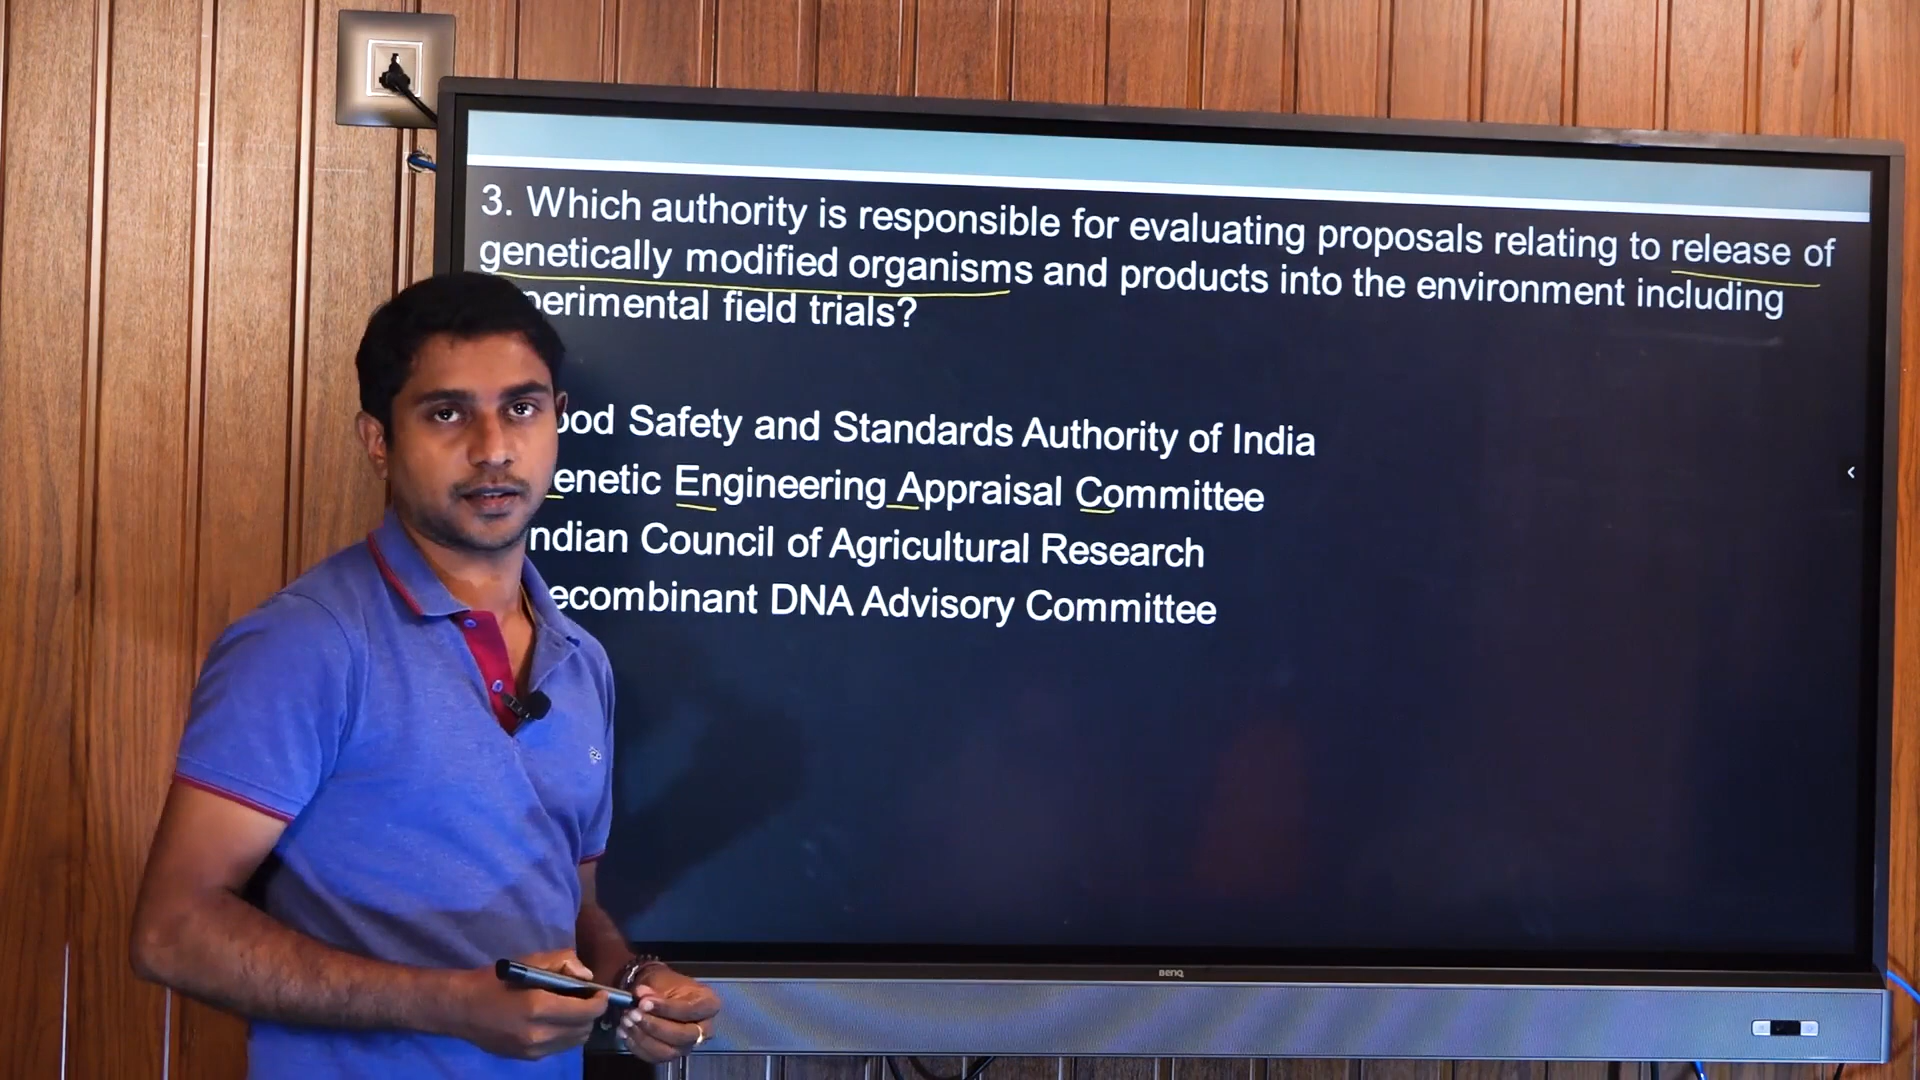 3. Which authority is responsible for evaluating proposals relating to release of
genetically modified organisms and products into the environment including
perimental field trials?
ood Safety and Standards Authority of India
enetic Engineering Appraisal Committee
ndian Council of Agricultural Research
ecombinant DNA Advisory Committee
BenQ